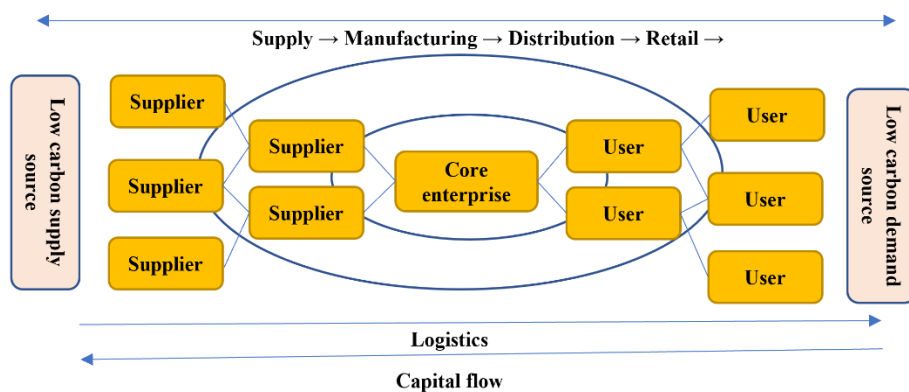 Supply → Manufacturing → Distribution → Retail →
Low carbon supply
source
Supplier
Supplier
Supplier
Supplier
Supplier
Core
enterprise
User
User
User
User
User
Low carbon demand
source
Logistics
Capital flow